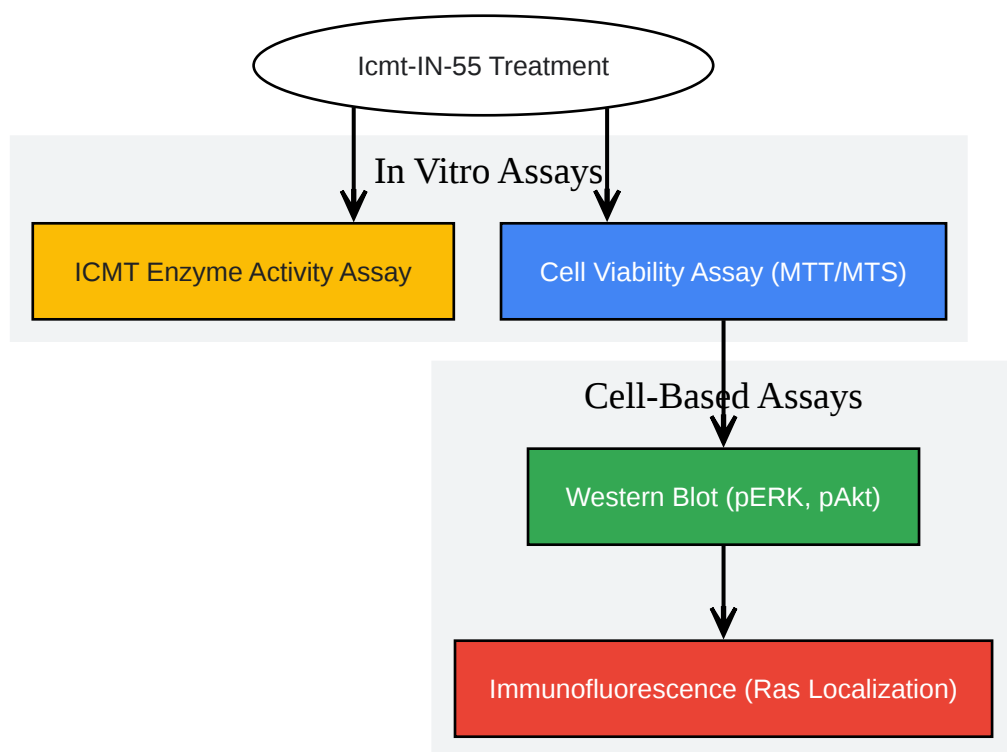 Icmt-IN-55 Treatment
In Vitro Assays
ICMT Enzyme Activity Assay
Cell Viability Assay (MTT/MTS)
Cell-Based Assays
Western Blot (pERK, pAkt)
Immunofluorescence (Ras Localization)